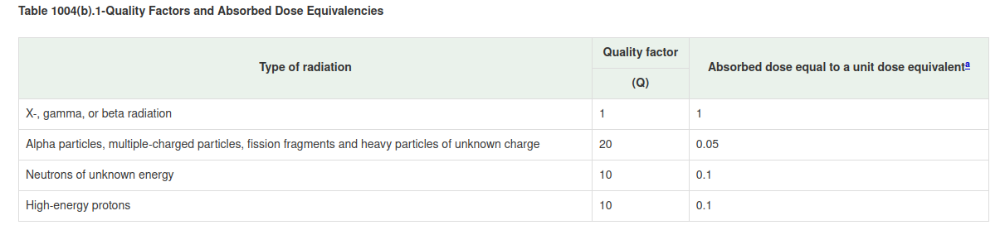 Table 1004(b).1-Quality Factors and Absorbed Dose Equivalencies
Type of radiation
Quality factor
(Q)
Absorbed dose equal to a unit dose equivalenta
X-, gamma, or beta radiation 1 1
Alpha particles, multiple-charged particles, fission fragments and heavy particles of unknown charge 20 0.05
Neutrons of unknown energy 10 0.1
High-energy protons 10 0.1